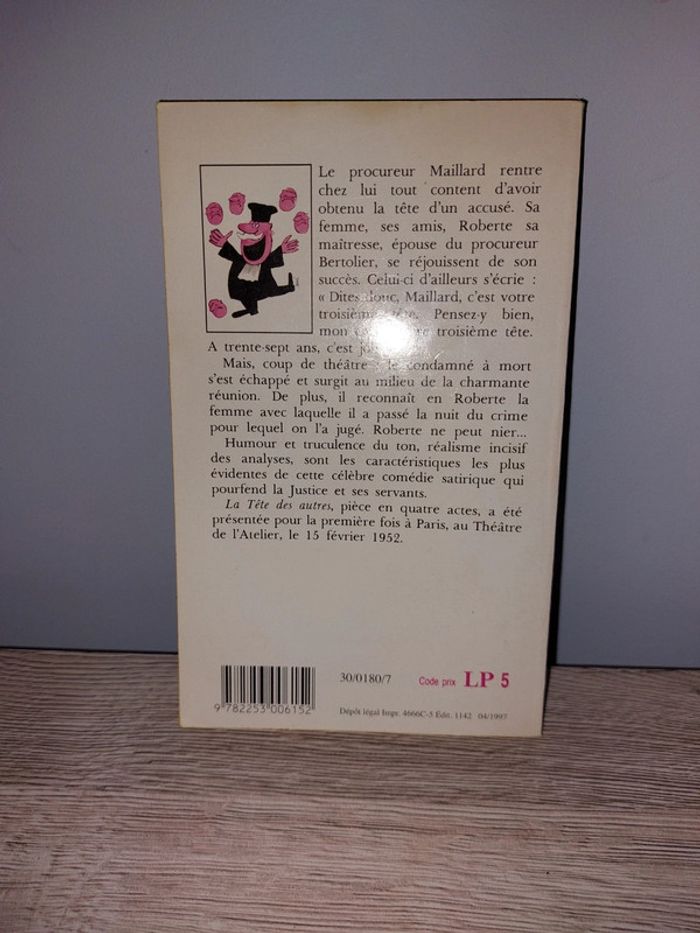 Le procureur Maillard rentre
chez lui tout content d'avoir
obtenu la tête d'un accusé. Sa
femme, ses amis, Roberte sa
maîtresse, épouse du procureur
Bertolier, se réjouissent de son
succès. Celui-ci d'ailleurs s'écrie :
« Dites donc, Maillard, c'est votre
troisième tête. Pensez-y bien,
mon troisième tête.
A trente-sept ans, c'est
Mais, coup de théâtre : le condamné à mort
s'est échappé et surgit au milieu de la charmante
réunion. De plus, il reconnaît en Roberte la
femme avec laquelle il a passé la nuit du crime
pour lequel on l'a jugé. Roberte ne peut nier...
Humour et truculence du ton, réalisme incisif
des analyses, sont les caractéristiques les plus
évidentes de cette célèbre comédie satirique qui
pourfend la Justice et ses servants.
La Tête des autres, pièce en quatre actes, a été
présentée pour la première fois à Paris, au Théâtre
de l'Atelier, le 15 février 1952.
30/0180/7
Code prix LP 5
9 782253 006152
Dépôt légal Impr. 4666C-5 Édit. 1142 04/1997